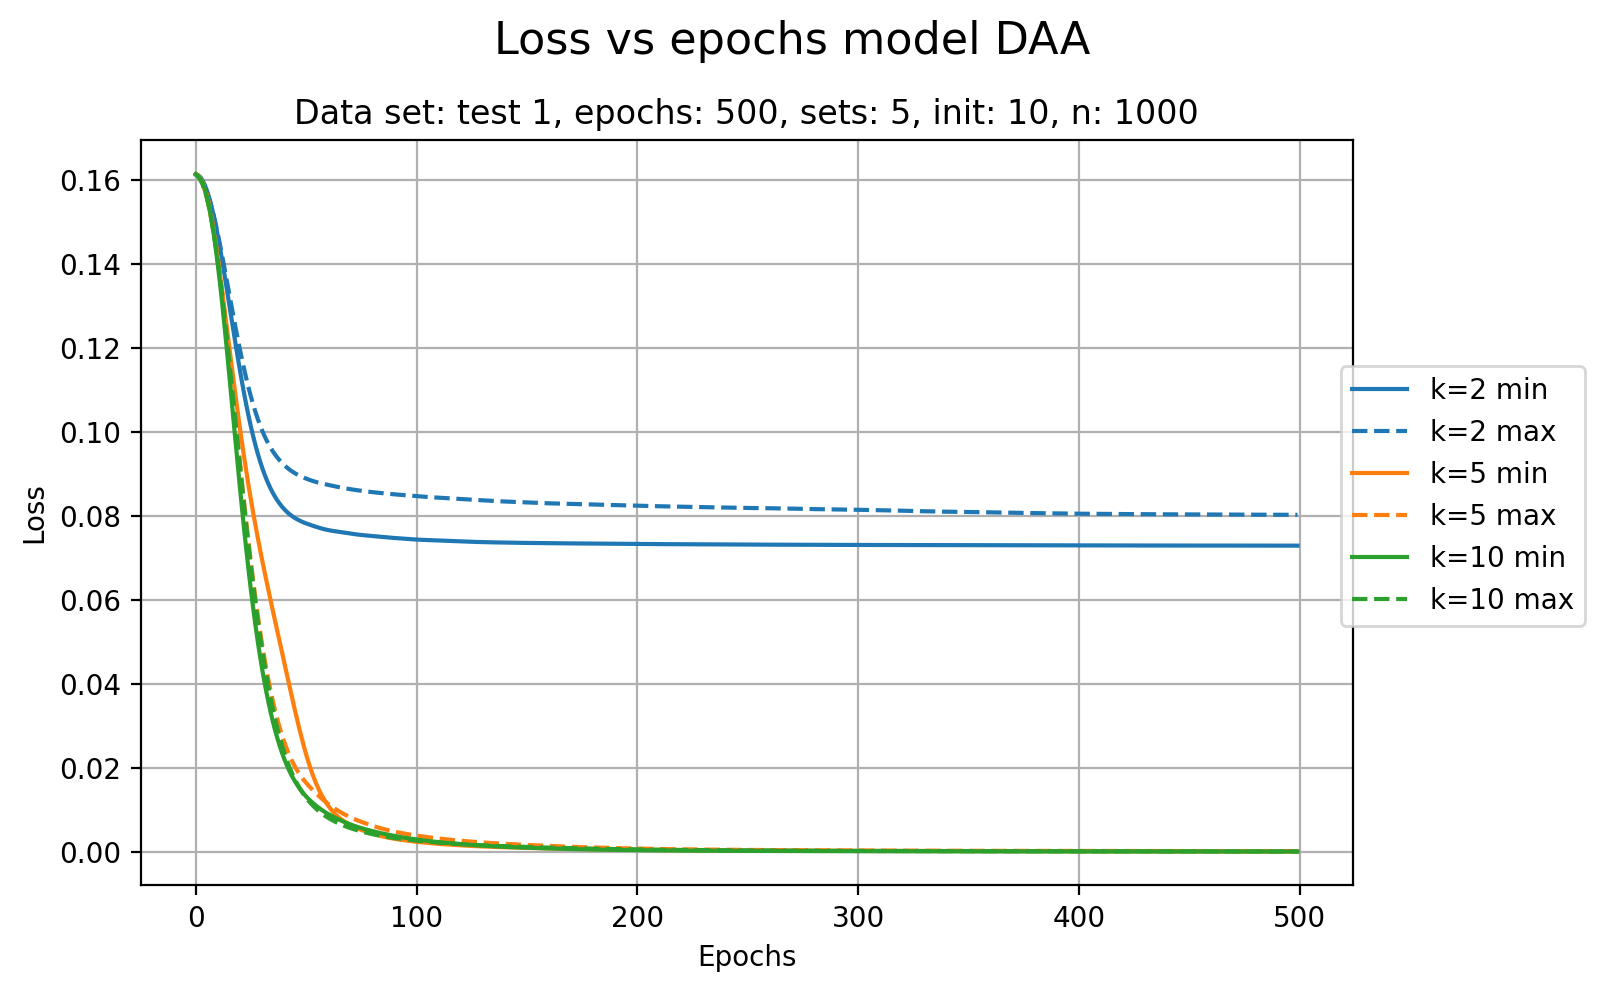 Loss vs epochs model DAA
Data set: test 1, epochs: 500, sets: 5, init: 10, n: 1000
0.16
0.14
0.12
0.10
0.08
0.06
0.04
0.02
0.00
Loss
0 100 200 300 400 500
Epochs
k=2 min
k=2 max
k=5 min
k=5 max
k=10 min
k=10 max